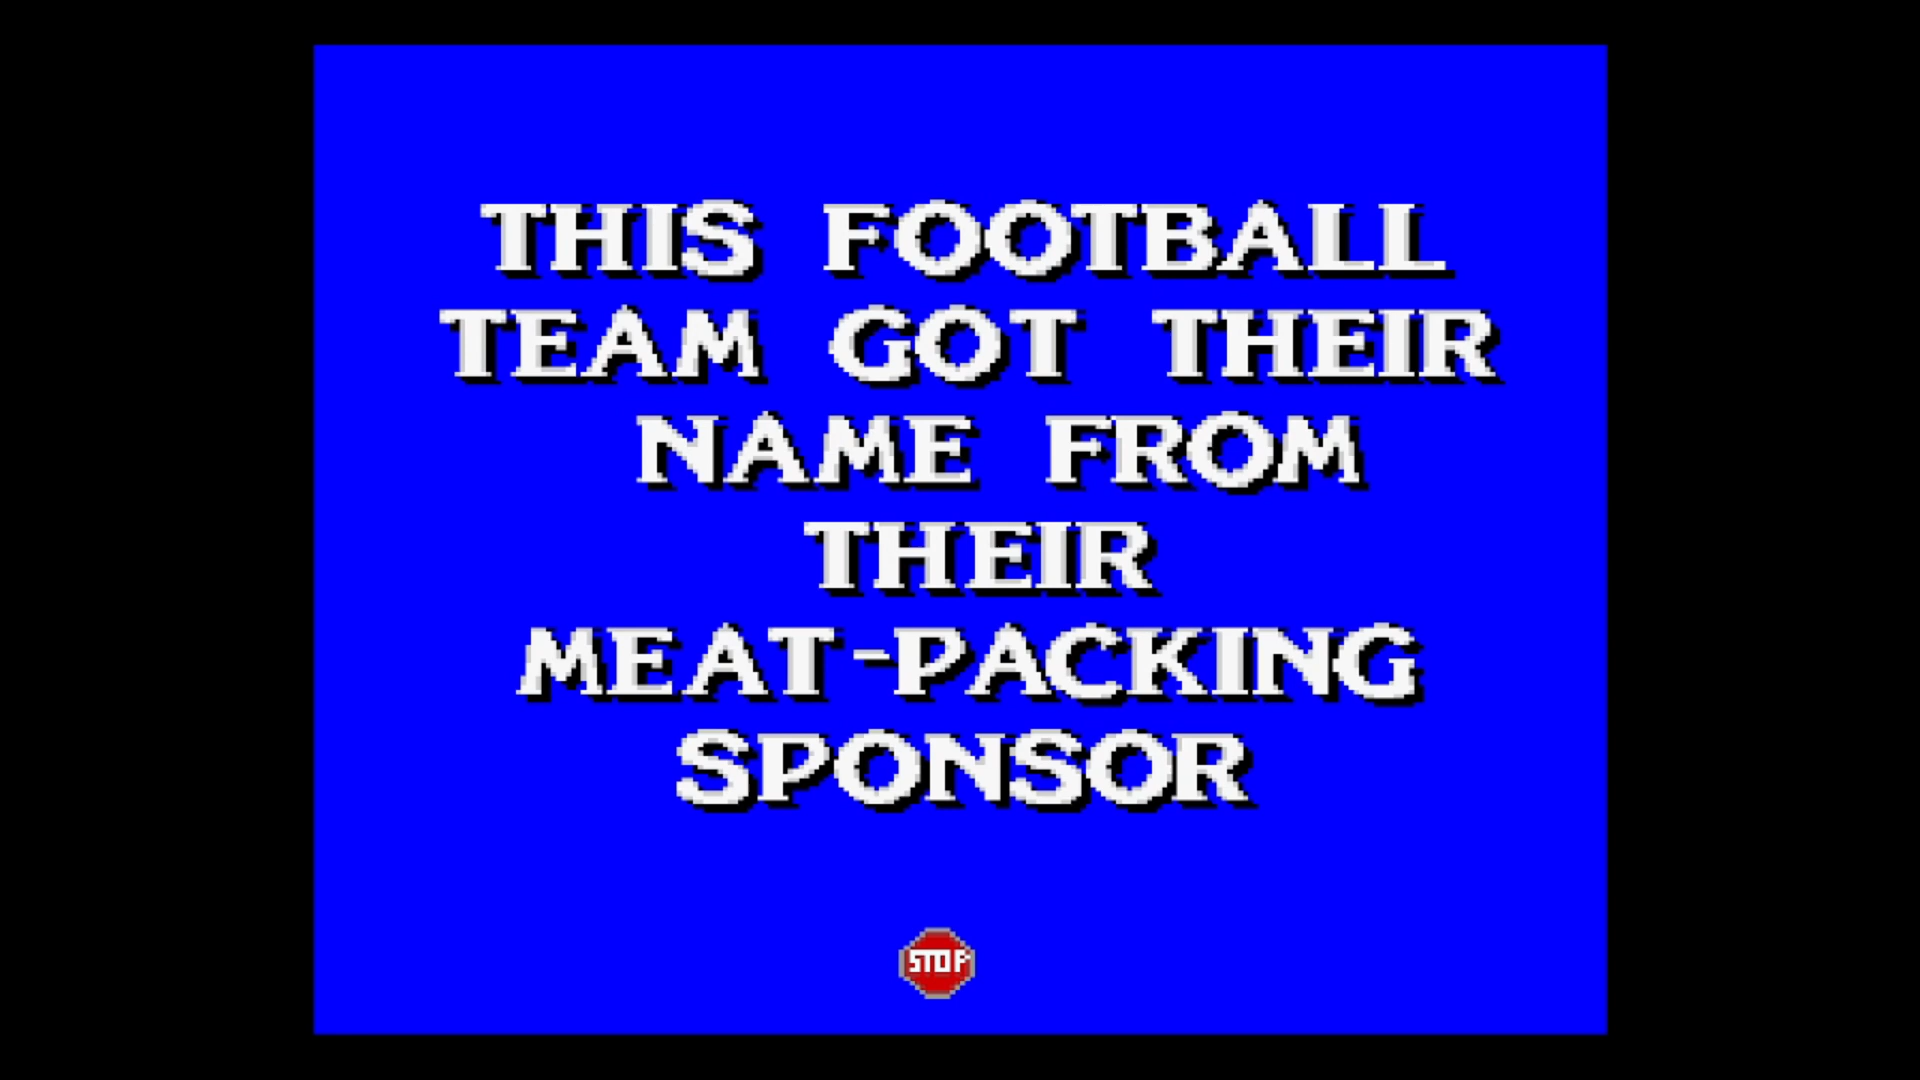 THIS FOOTBALL
TEAM GOT THEIR
NAME FROM
THEIR
MEAT-PACKING
SPONSOR
STOP